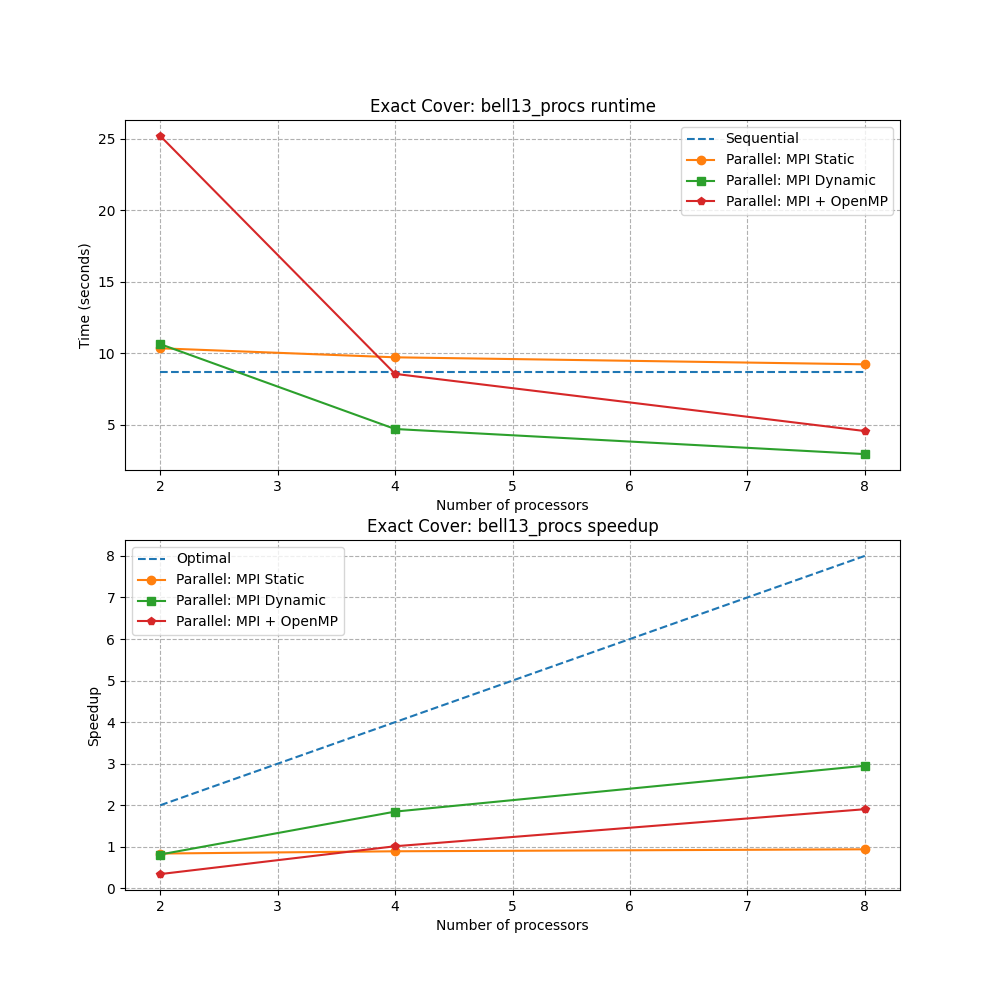 Exact Cover: bell13_procs runtime
25
20
15
10
5
Time (seconds)
Sequential
Parallel: MPI Static
Parallel: MPI Dynamic
Parallel: MPI + OpenMP
2 3 4 5 6 7 8
Number of processors
Exact Cover: bell13_procs speedup
8
7
6
5
4
3
2
1
0
Speedup
Optimal
Parallel: MPI Static
Parallel: MPI Dynamic
Parallel: MPI + OpenMP
2 3 4 5 6 7 8
Number of processors